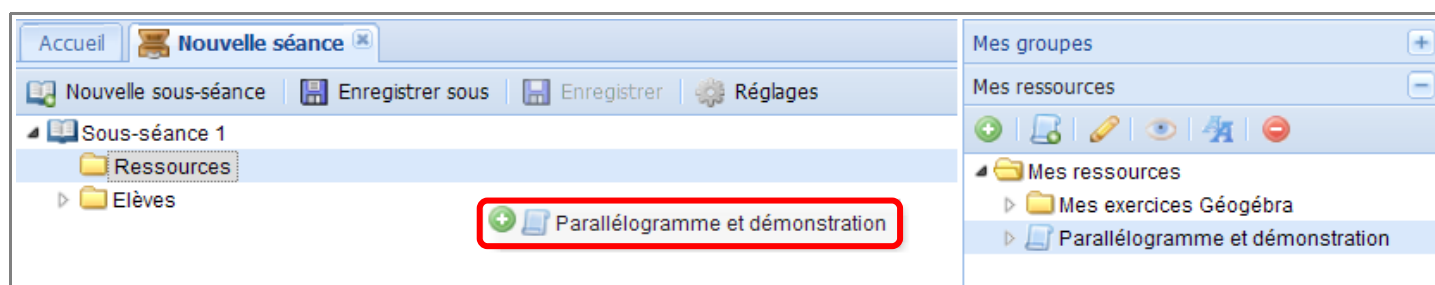 Accueil
Nouvelle séance
Nouvelle sous-séance
Enregistrer sous
Enregistrer
Réglages
Sous-séance 1
Ressources
Elèves
Parallélogramme et démonstration
Mes groupes
Mes ressources
Mes ressources
Mes exercices Géogébra
Parallélogramme et démonstration